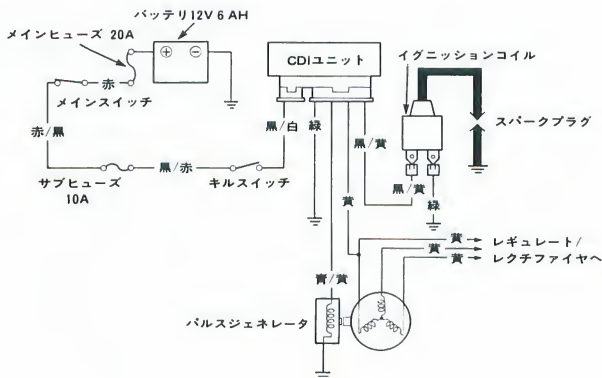 バッテリ12V 6 AH
メインヒューズ 20A
CDIユニット
イグニッションコイル
赤
メインスイッチ
スパークプラグ
赤/黒
黒/白
緑
黒/黄
黒/赤
サブヒューズ
10A
キルスイッチ
黄
黒/黄
緑
黄
黄
黄
レギュレート/
レクチファイヤへ
青/黄
パルスジェネレータ